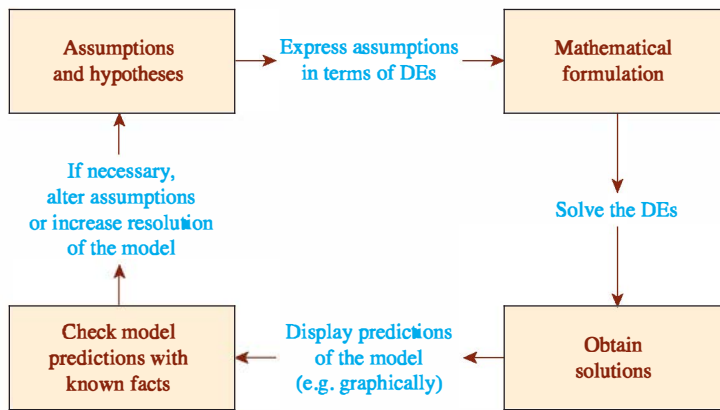 Assumptions
and hypotheses
Express assumptions
in terms of DEs
Mathematical
formulation
If necessary,
alter assumptions
or increase resolution
of the model
Solve the DEs
Check model
predictions with
known facts
Display predictions
of the model
(e.g. graphically)
Obtain
solutions